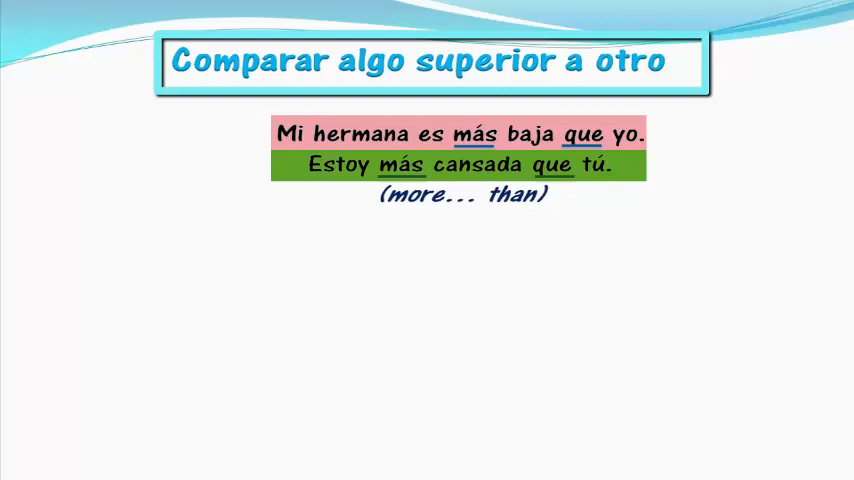 Comparar algo superior a otro
Mi hermana es más baja que yo.
Estoy más cansada que tú.
(more... than)